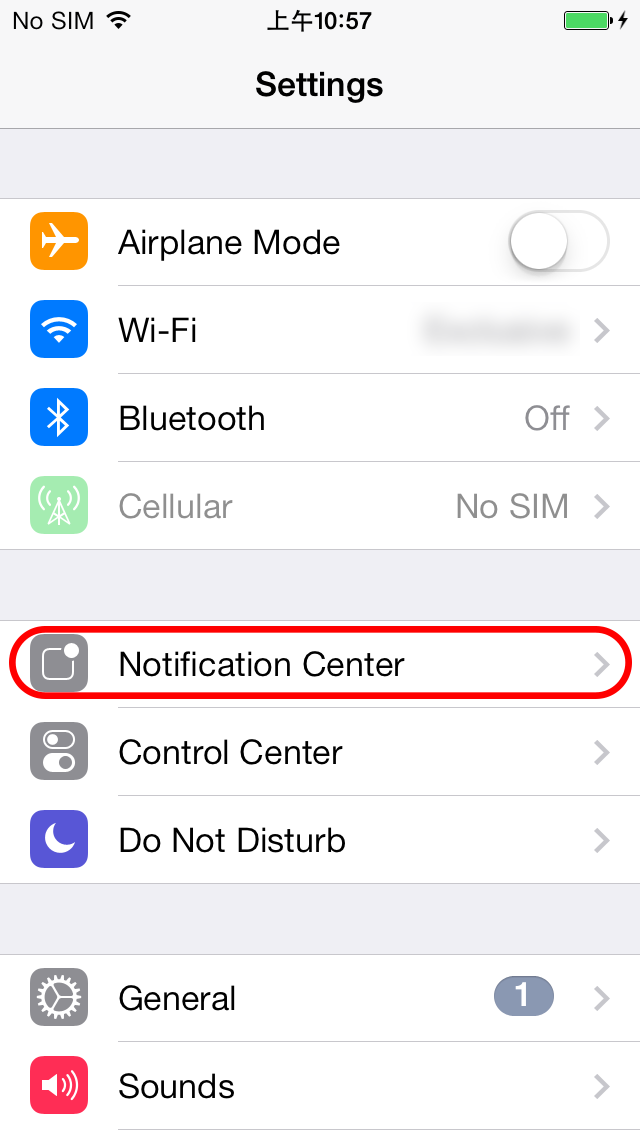 No SIM 上午10:57
Settings
Airplane Mode
Wi-Fi
Bluetooth Off
Cellular No SIM
Notification Center
Control Center
Do Not Disturb
General 1
Sounds